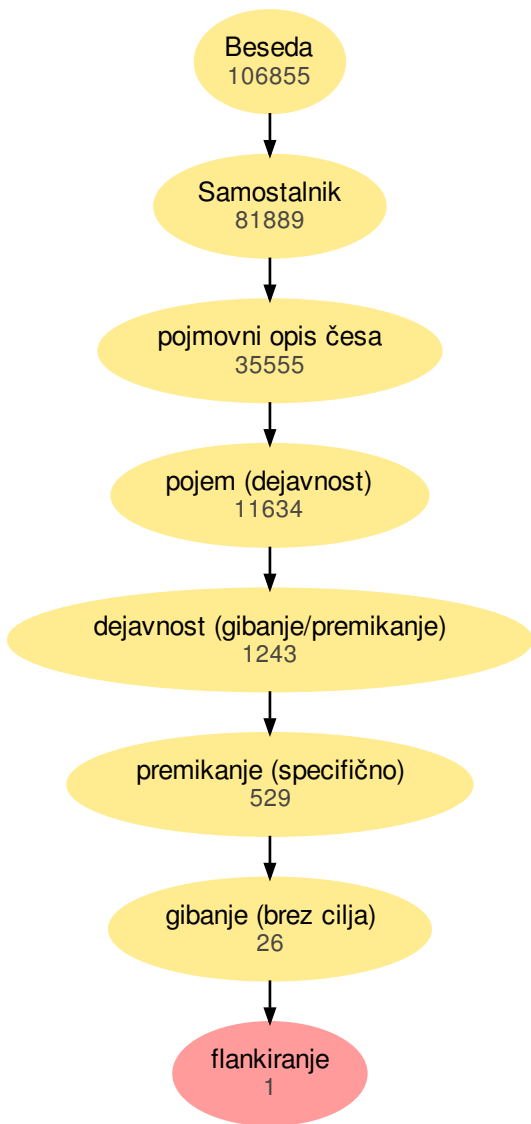 Beseda
106855
Samostalnik
81889
pojmovni opis česa
35555
pojem (dejavnost)
11634
dejavnost (gibanje/premikanje)
1243
premikanje (specifično)
529
gibanje (brez cilja)
26
flankiranje
1